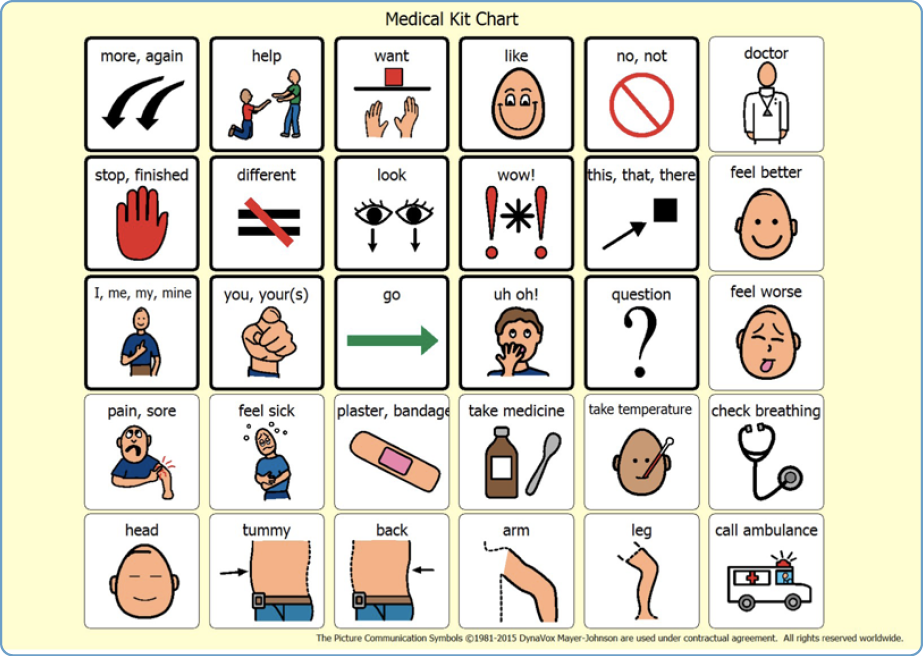 Medical Kit Chart
more, again
help
want
like
no, not
doctor
stop, finished
different
look
wow!
this, that, there
feel better
I, me, my, mine
you, your(s)
go
uh oh!
question
feel worse
pain, sore
feel sick
plaster, bandage
take medicine
take temperature
check breathing
head
tummy
back
arm
leg
call ambulance
The Picture Communication Symbols ©1981-2015 DynaVox Mayer-Johnson are used under contractual agreement. All rights reserved worldwide.